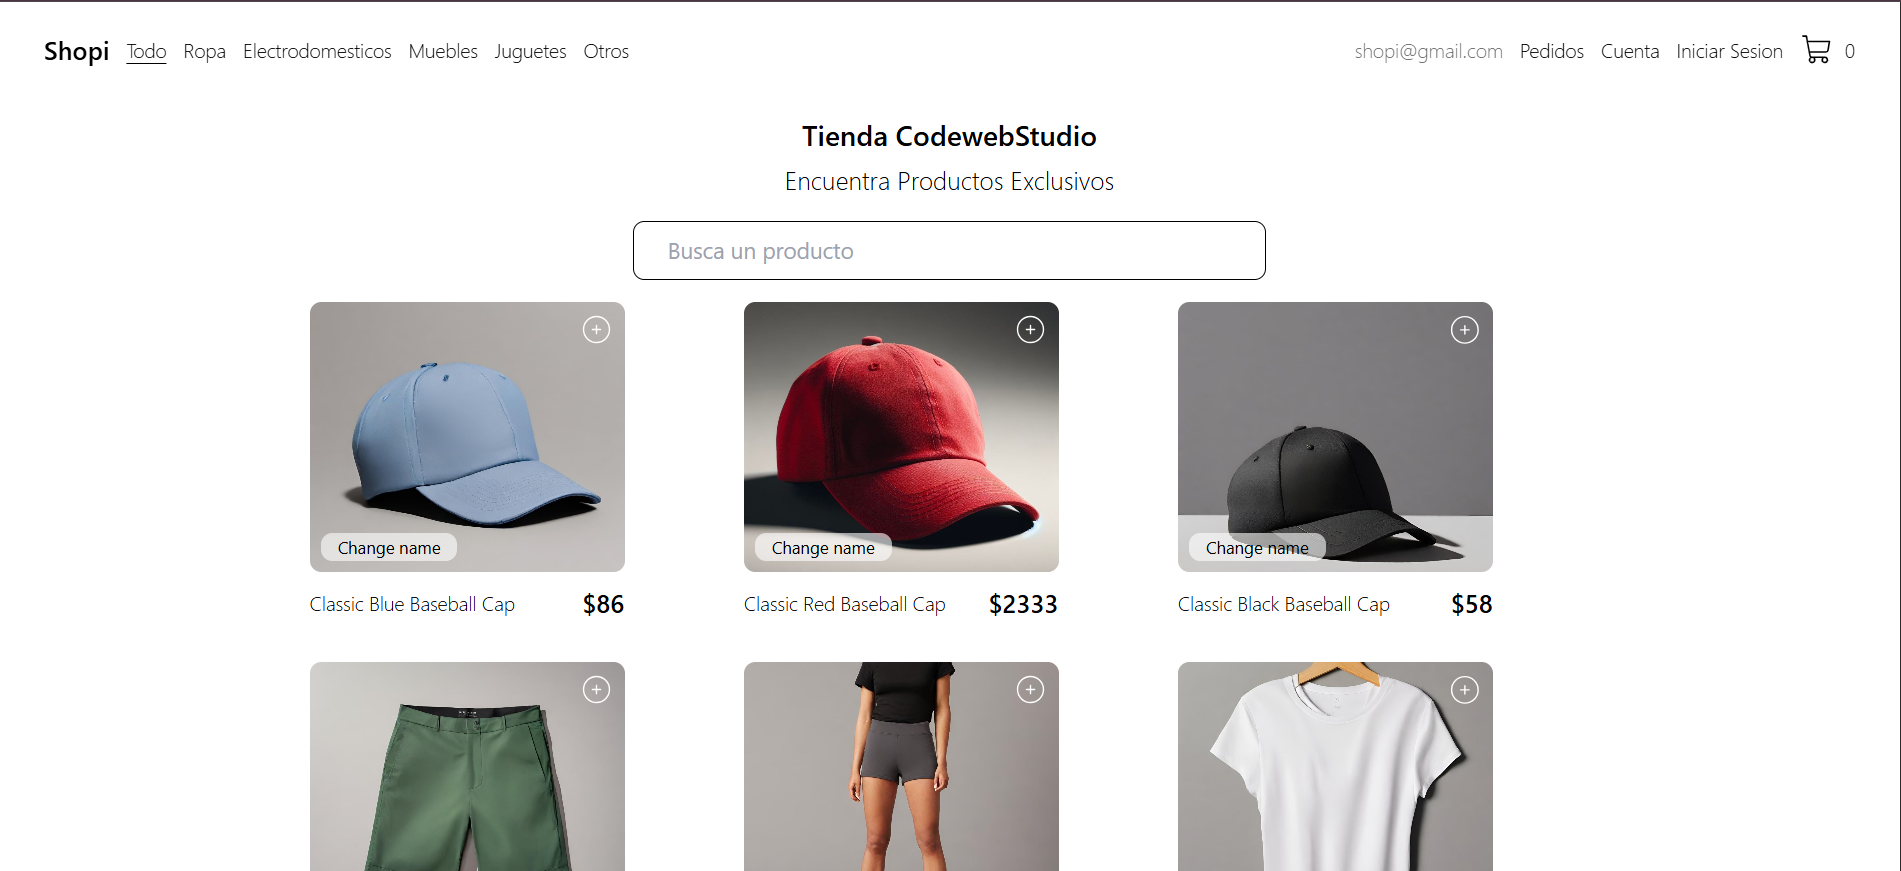 Shopi Todo Ropa Electrodomesticos Muebles Juguetes Otros shopi@gmail.com Pedidos Cuenta Iniciar Sesion 0
Tienda CodewebStudio
Encuentra Productos Exclusivos
Busca un producto
Change name Change name Change name
Classic Blue Baseball Cap $86 Classic Red Baseball Cap $2333 Classic Black Baseball Cap $58